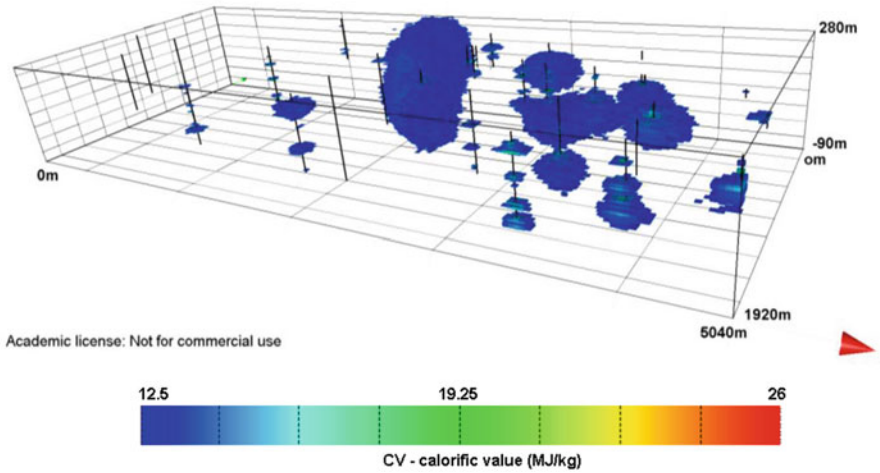 280m
-90m
om
0m
1920m
5040m
Academic license: Not for commercial use
12.5 19.25 26
CV - calorific value (MJ/kg)